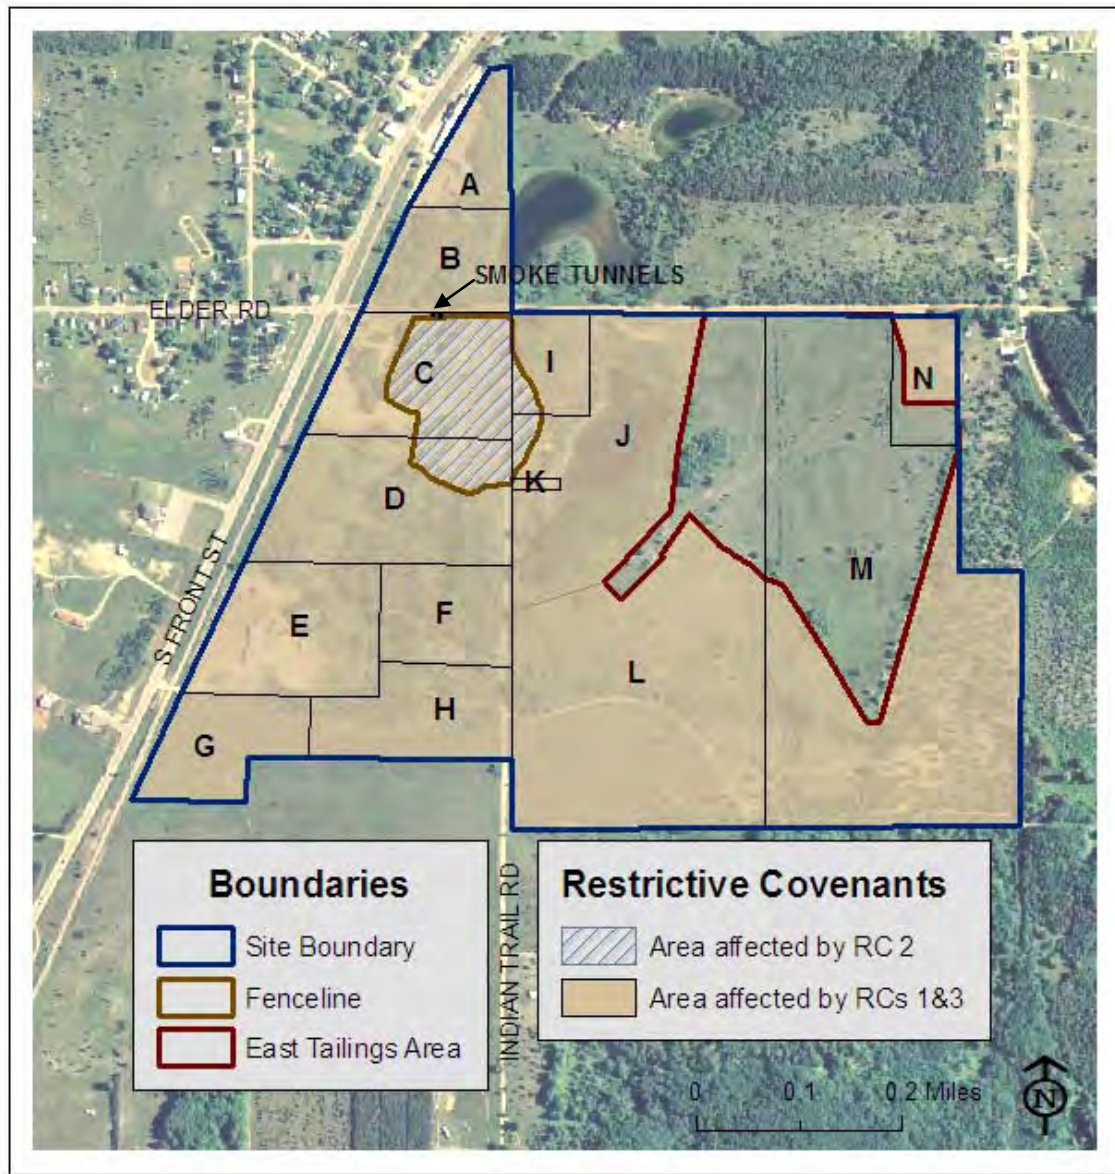 A
B
SMOKE TUNNELS
ELDER RD
C
I
N
J
K
D
M
S FRONT ST
E
F
L
H
G
Boundaries
Site Boundary
Fenceline
East Tailings Area
INDIAN TRAIL RD
Restrictive Covenants
Area affected by RC 2
Area affected by RCs 1&3
0 0.1 0.2 Miles
N